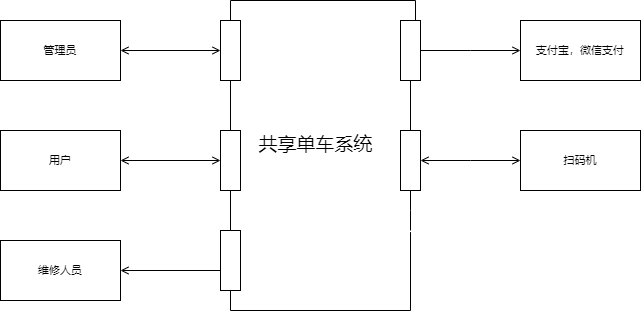 管理员
支付宝，微信支付
共享单车系统
用户
扫码机
维修人员